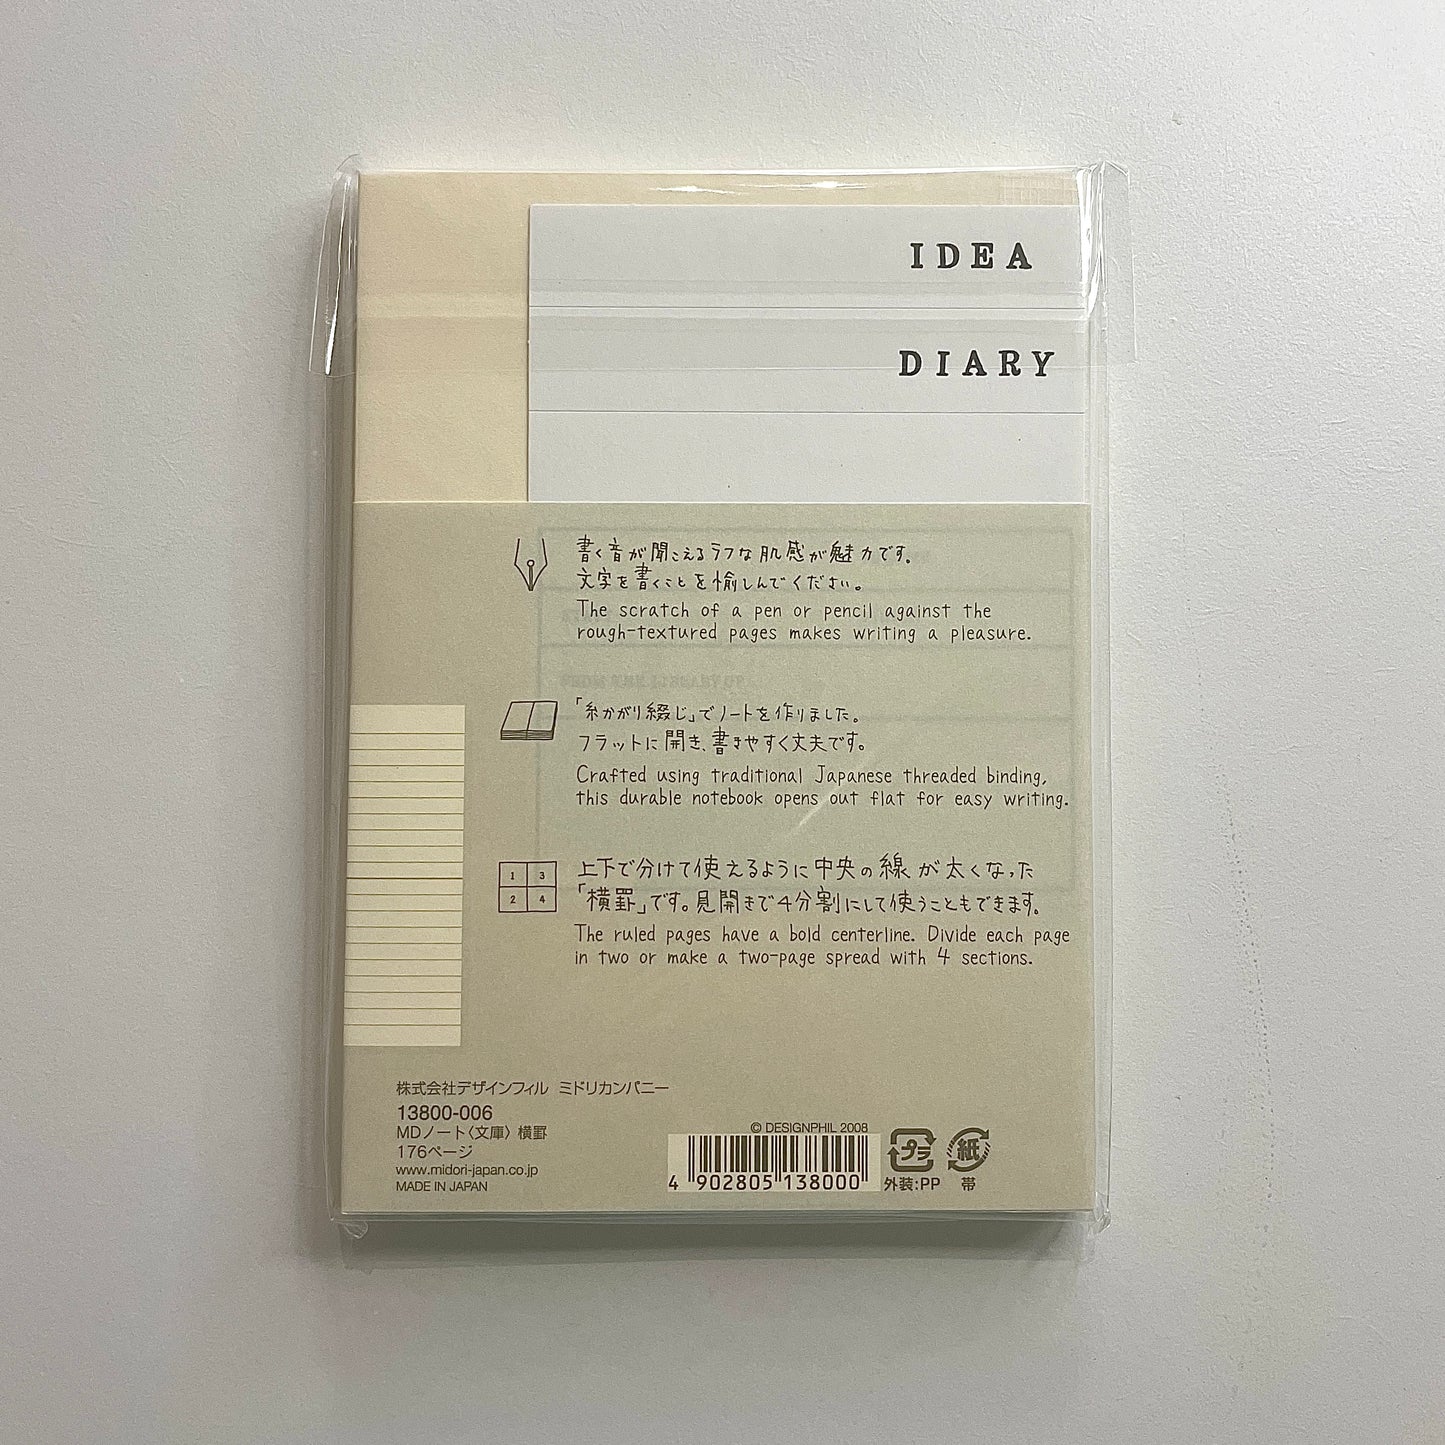 IDEA
DIARY
書く音が聞こえるラフな肌感が魅力です。
文字を書くことを愉しんでください。
The scratch of a pen or pencil against the
rough-textured pages makes writing a pleasure.
「糸かがり綴じ」でノートを作りました。
フラットに開き、書きやすく丈夫です。
Crafted using traditional Japanese threaded binding,
this durable notebook opens out flat for easy writing.
1 3
2 4
上下で分けて使えるように中央の線が太くなった
「横罫」です。見開きで4分割にして使うこともできます。
The ruled pages have a bold centerline. Divide each page
in two or make a two-page spread with 4 sections.
株式会社デザインフィル ミドリカンパニー
13800-006
MDノート〈文庫〉横罫
176ページ
www.midori-japan.co.jp
MADE IN JAPAN
© DESIGNPHIL 2008
4 902805 138000
プラ
外装:PP
紙
帯